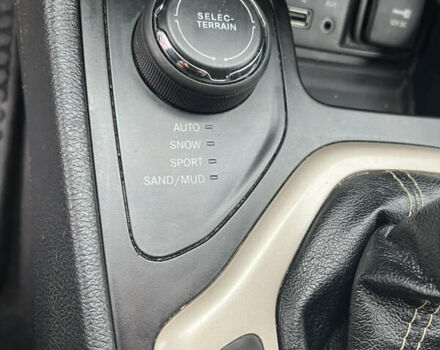 SELEC-
TERRAIN
AUTO
SNOW
SPORT
SAND/MUD